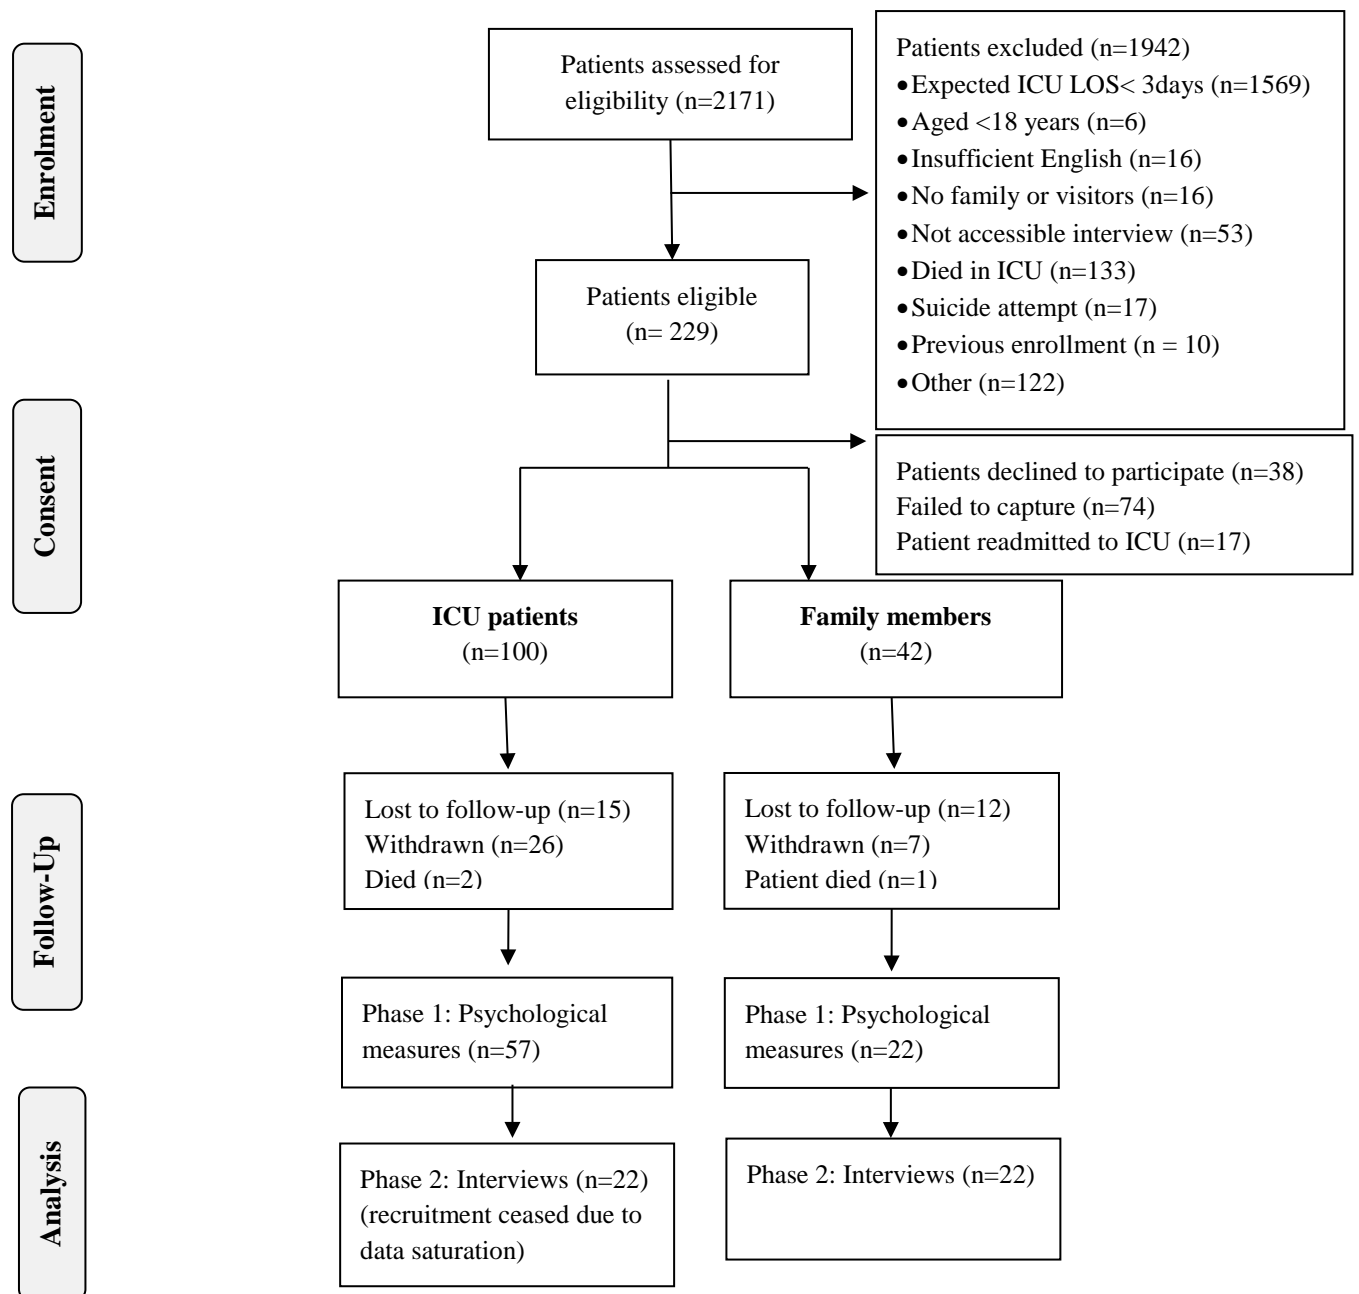 Enrolment
Patients assessed for
eligibility (n=2171)
Patients excluded (n=1942)
•Expected ICU LOS< 3days (n=1569)
•Aged <18 years (n=6)
•Insufficient English (n=16)
•No family or visitors (n=16)
•Not accessible interview (n=53)
•Died in ICU (n=133)
•Suicide attempt (n=17)
•Previous enrollment (n = 10)
•Other (n=122)
Patients eligible
(n= 229)
Consent
Patients declined to participate (n=38)
Failed to capture (n=74)
Patient readmitted to ICU (n=17)
ICU patients
(n=100)
Family members
(n=42)
Follow-Up
Lost to follow-up (n=15)
Withdrawn (n=26)
Died (n=2)
Lost to follow-up (n=12)
Withdrawn (n=7)
Patient died (n=1)
Phase 1: Psychological
measures (n=57)
Phase 1: Psychological
measures (n=22)
Analysis
Phase 2: Interviews (n=22)
(recruitment ceased due to
data saturation)
Phase 2: Interviews (n=22)